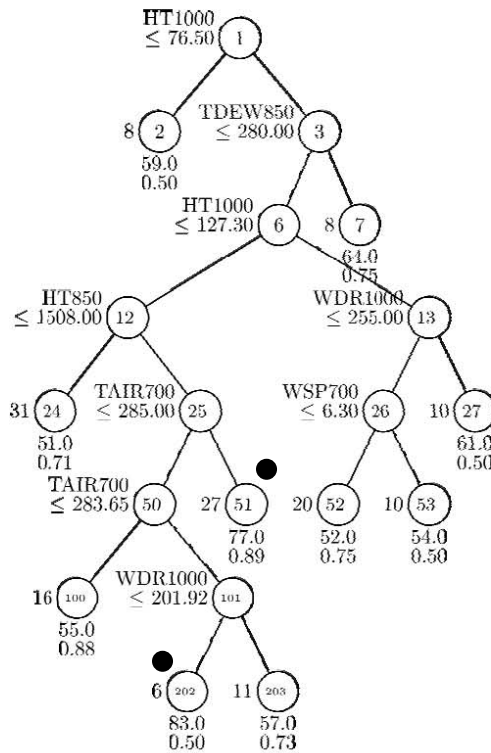 HT1000
≤ 76.50 1
TDEW850
8 2 ≤ 280.00 3
59.0
0.50
HT1000
≤ 127.30 6 8 7
64.0
0.75
HT850 WDR1000
≤ 1508.00 12 ≤ 255.00 13
TAIR700 WSP700
31 24 ≤ 285.00 25 ≤ 6.30 26 10 27
51.0 61.0
0.71 0.50
TAIR700
≤ 283.65 50 27 51 20 52 10 53
77.0 52.0 54.0
0.89 0.75 0.50
WDR1000
16 100 ≤ 201.92 101
55.0
0.88
6 202 11 203
83.0 57.0
0.50 0.73